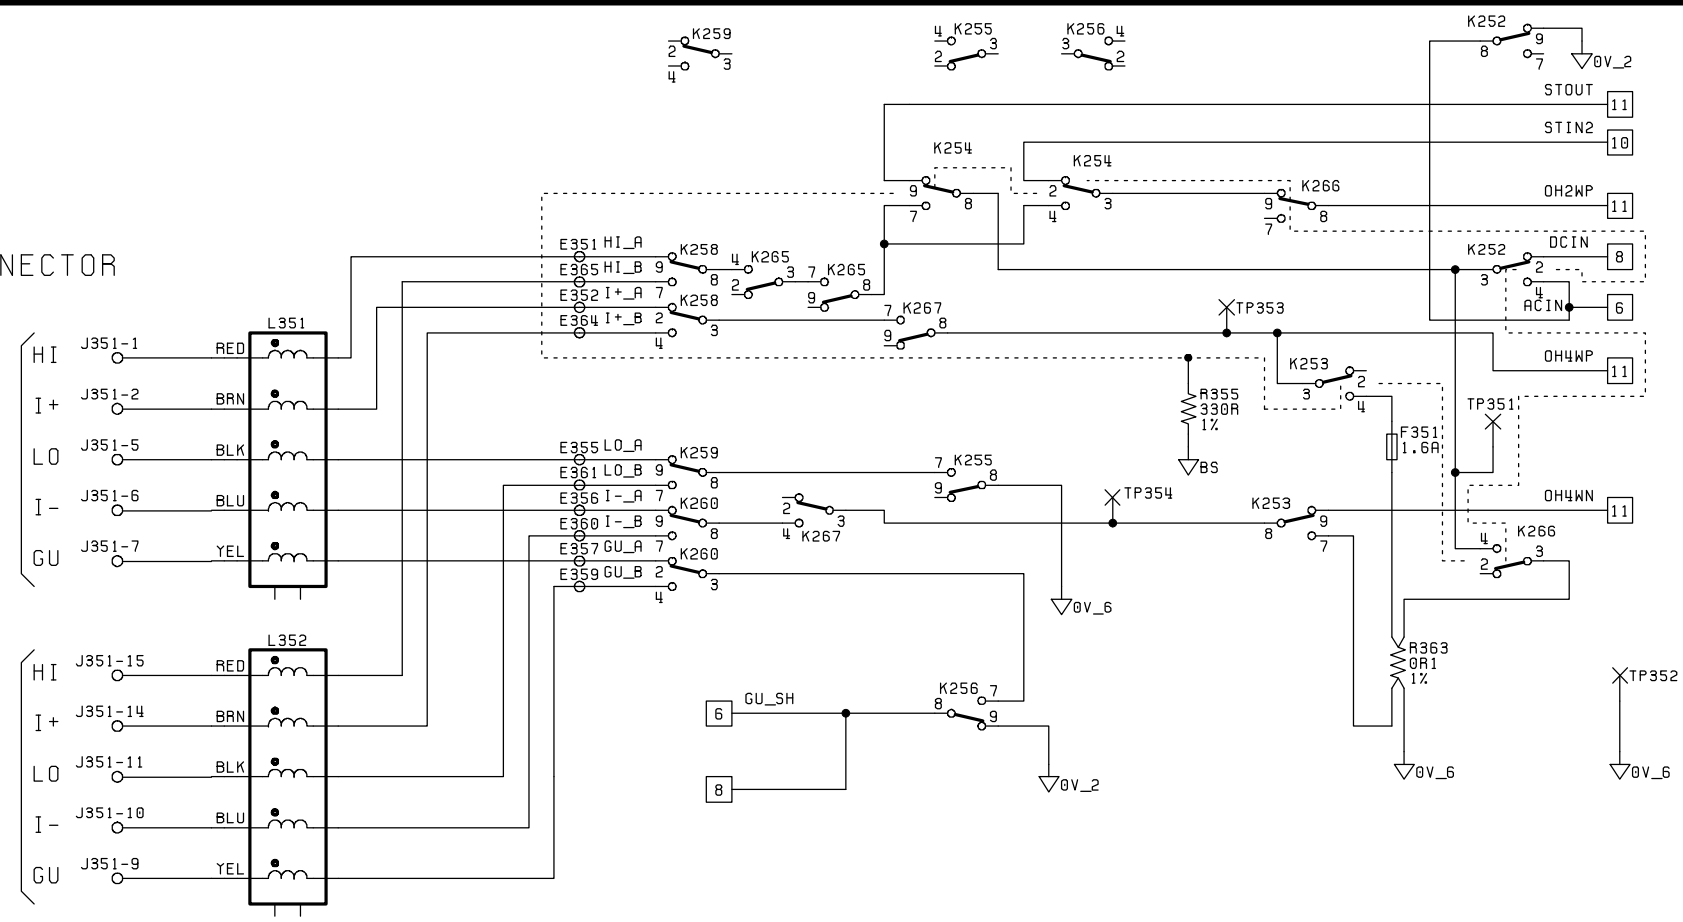 K259
2
3
4
4
K255
3
2
K256
4
3
2
K252
9
8
7
0V_2
STOUT
11
STIN2
10
K254
9
8
7
K254
2
3
4
K266
9
8
7
OH2WP
11
NECTOR
E351 HI_A
E365 HI_B
E352 I+_A
E364 I+_B
K258
9
8
7
K258
2
3
4
4
K265
3
2
7
K265
8
9
7
K267
8
9
K252
2
3
4
DCIN
8
ACIN
6
TP353
OH4WP
11
K253
2
3
4
R355
330R
1%
BS
F351
1.6A
TP351
HI
J351-1
RED
I+
J351-2
BRN
LO
J351-5
BLK
I-
J351-6
BLU
GU
J351-7
YEL
L351
E355 LO_A
E361 LO_B
E356 I-_A
E360 I-_B
E357 GU_A
E359 GU_B
K259
9
8
7
K260
9
8
7
K260
2
3
4
2
3
4
K267
7
K255
8
9
0V_6
TP354
K253
9
8
7
OH4WN
11
K266
4
3
2
HI
J351-15
RED
I+
J351-14
BRN
LO
J351-11
BLK
I-
J351-10
BLU
GU
J351-9
YEL
L352
6
GU_SH
8
K256
7
8
9
0V_2
R363
0R1
1%
0V_6
TP352
0V_6